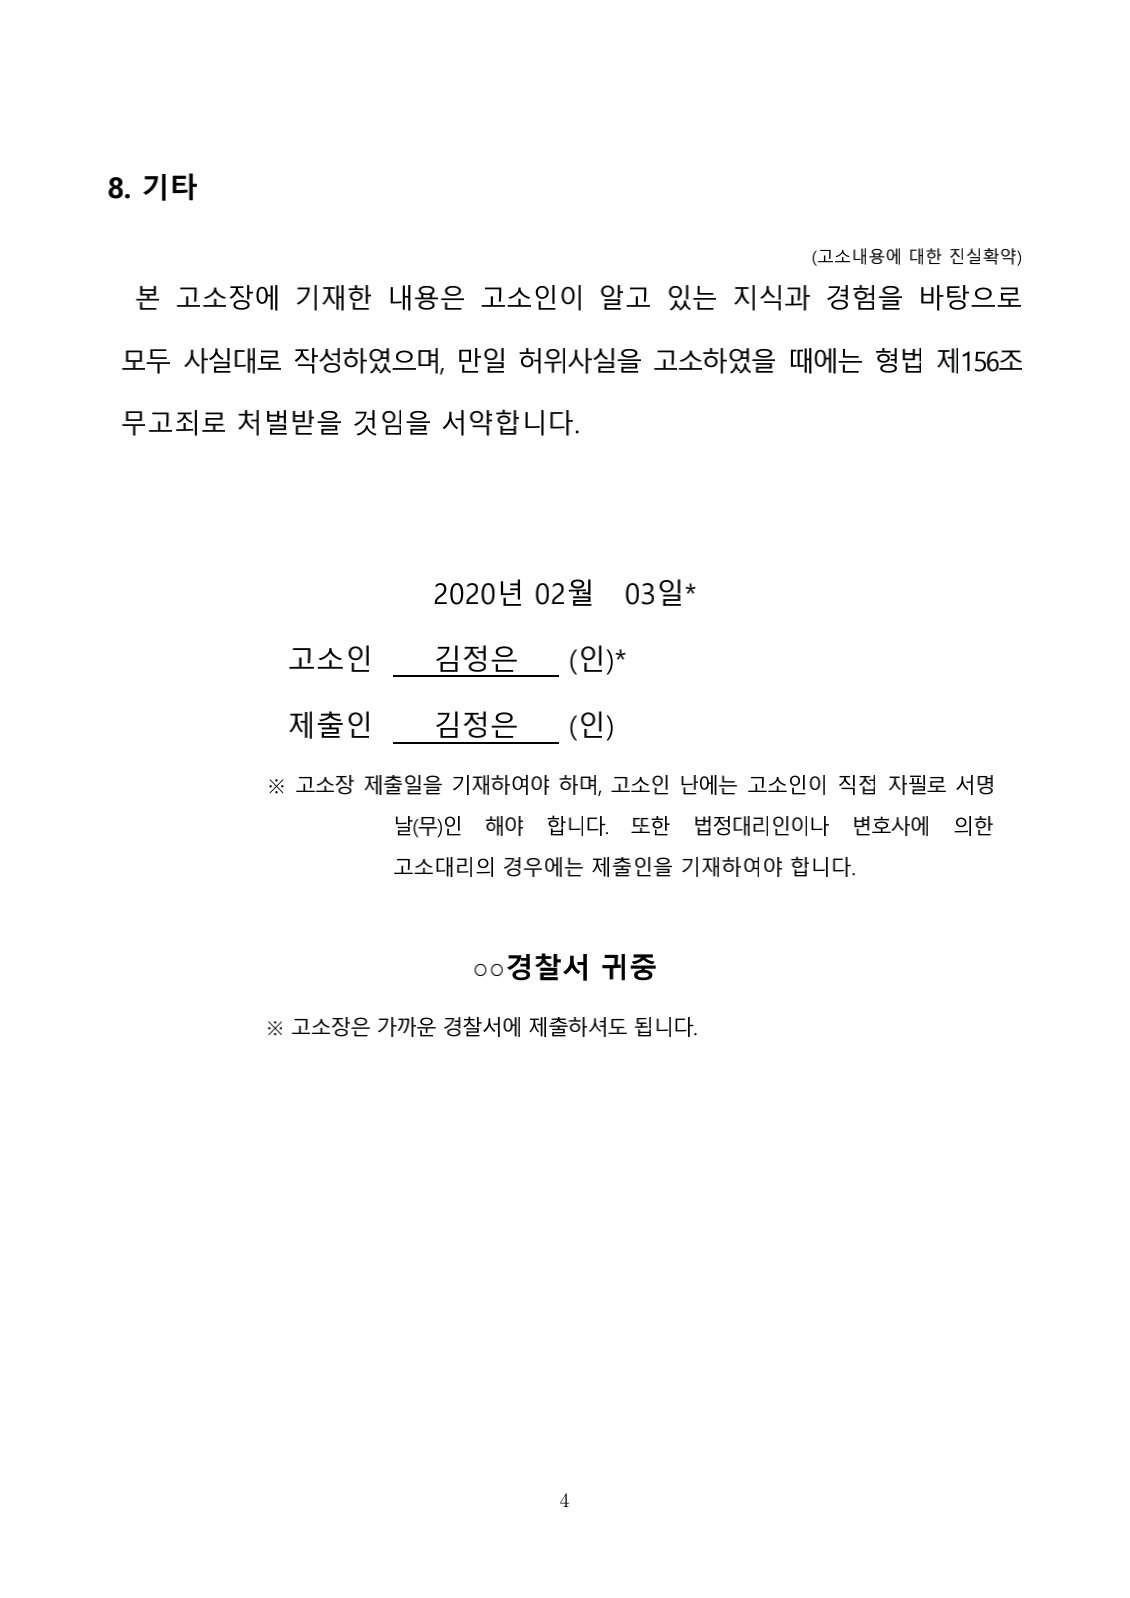 8. 기타
(고소내용에 대한 진실확약)
본 고소장에 기재한 내용은 고소인이 알고 있는 지식과 경험을 바탕으로
모두 사실대로 작성하였으며, 만일 허위사실을 고소하였을 때에는 형법 제156조
무고죄로 처벌받을 것임을 서약합니다.
2020년 02월 03일*
고소인 김정은 (인)*
제출인 김정은 (인)
※ 고소장 제출일을 기재하여야 하며, 고소인 난에는 고소인이 직접 자필로 서명
날(무)인 해야 합니다. 또한 법정대리인이나 변호사에 의한
고소대리의 경우에는 제출인을 기재하여야 합니다.
○○경찰서 귀중
※ 고소장은 가까운 경찰서에 제출하셔도 됩니다.
4